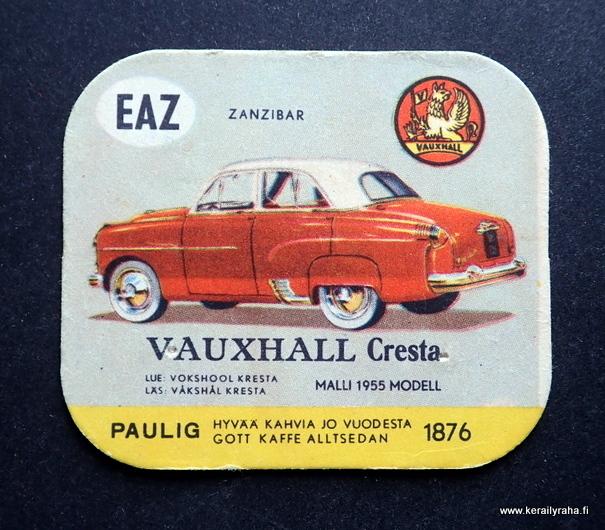 EAZ
ZANZIBAR
VAUXHALL
VAUXHALL Cresta
LUE: VOKSHOOL KRESTA
LÄS: VÅKSHÅL KRESTA
MALLI 1955 MODELL
PAULIG
HYVÄÄ KAHVIA JO VUODESTA
GOTT KAFFE ALLTSEDAN
1876
www.kerailyraha.fi